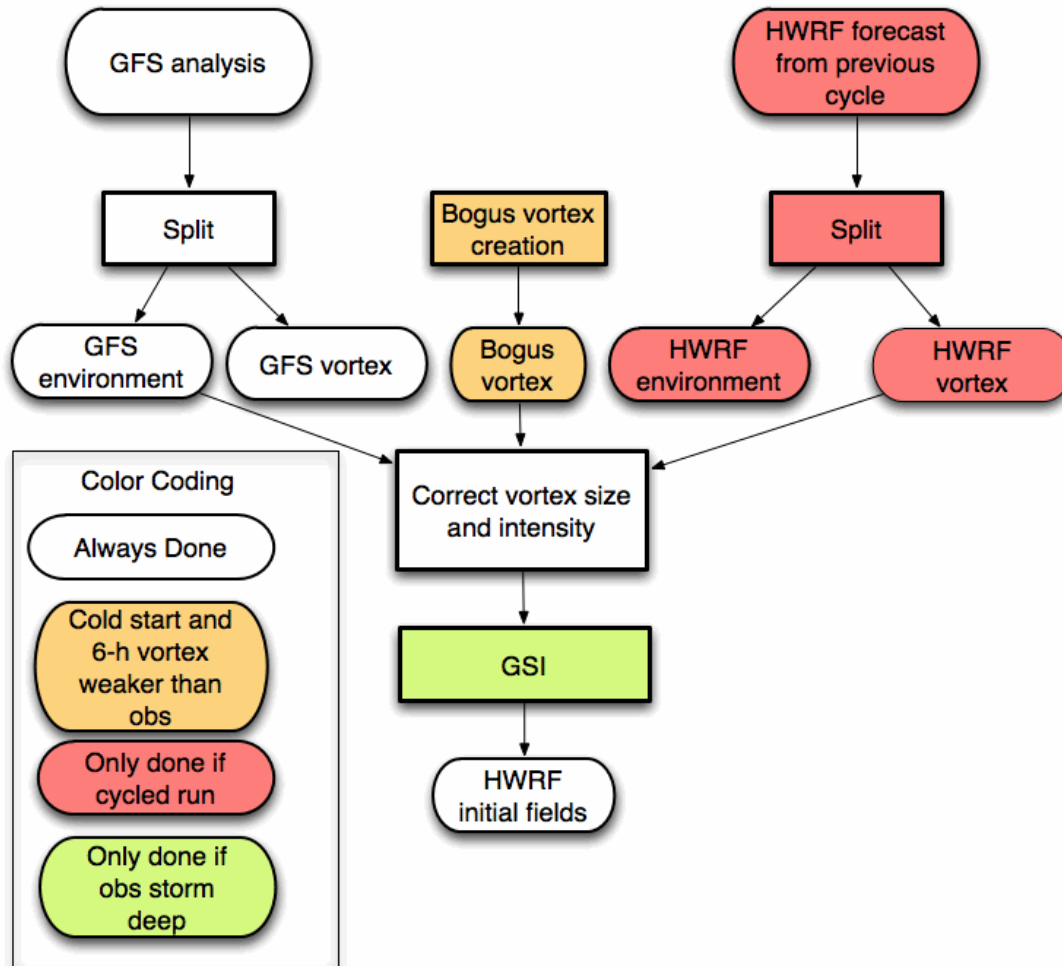 GFS analysis
HWRF forecast
from previous
cycle
Split
Bogus vortex
creation
Split
GFS
environment
GFS vortex
Bogus
vortex
HWRF
environment
HWRF
vortex
Correct vortex size
and intensity
GSI
HWRF
initial fields
Color Coding
Always Done
Cold start and
6-h vortex
weaker than
obs
Only done if
cycled run
Only done if
obs storm
deep